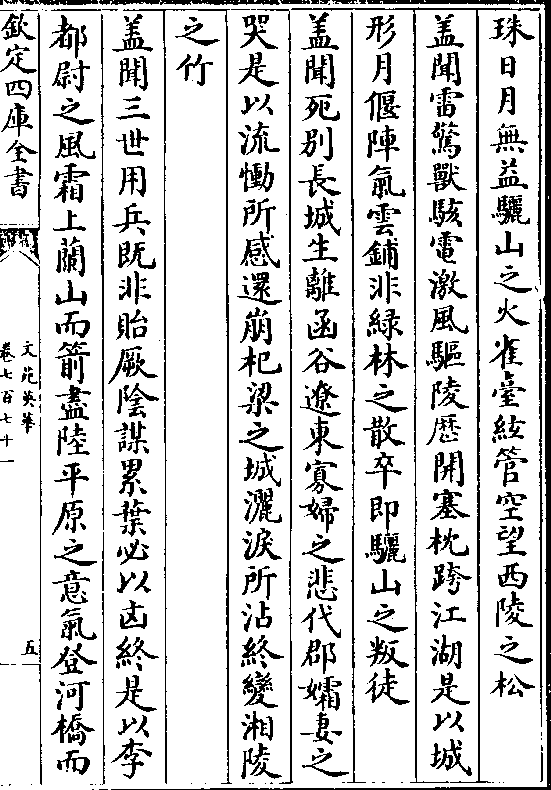 珠日月無益驪山之火雀臺絃管空望西陵之松
蓋聞雷驚獸駭電激風驅陵歷開塞枕跨江湖是以城
形月偃陣氣雲鋪非緑林之散卒即驪山之叛徒
蓋聞死别長城生離函谷遼東寡婦之悲代郡孀妻之
哭是以流慟所感還崩杞梁之城灑淚所沾終變湘陵
之竹
蓋聞三世用兵既非貽厥陰謀累葉必以凶終是以李
都尉之風霜上蘭山而箭盡陸平原之意氣登河橋而
欽定四庫全書
文苑英華
卷七百七十一
五